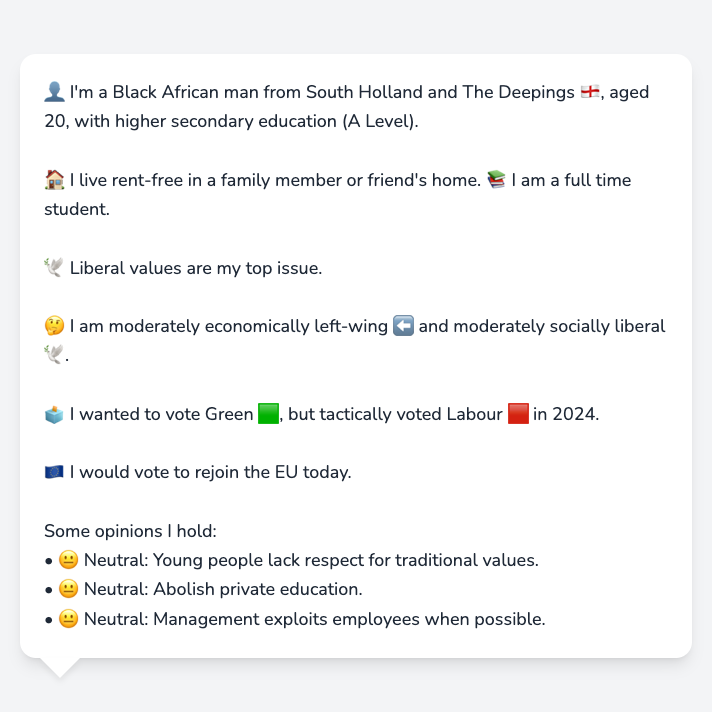 👤 I'm a Black African man from South Holland and The Deepings 🏴󠁧󠁢󠁥󠁮󠁧󠁿, aged
20, with higher secondary education (A Level).
🏠 I live rent-free in a family member or friend's home. 📚 I am a full time
student.
🕊️ Liberal values are my top issue.
🤔 I am moderately economically left-wing ⬅️ and moderately socially liberal
🕊️.
🗳️ I wanted to vote Green 🟩, but tactically voted Labour 🟥 in 2024.
🇪🇺 I would vote to rejoin the EU today.
Some opinions I hold:
• 😐 Neutral: Young people lack respect for traditional values.
• 😐 Neutral: Abolish private education.
• 😐 Neutral: Management exploits employees when possible.